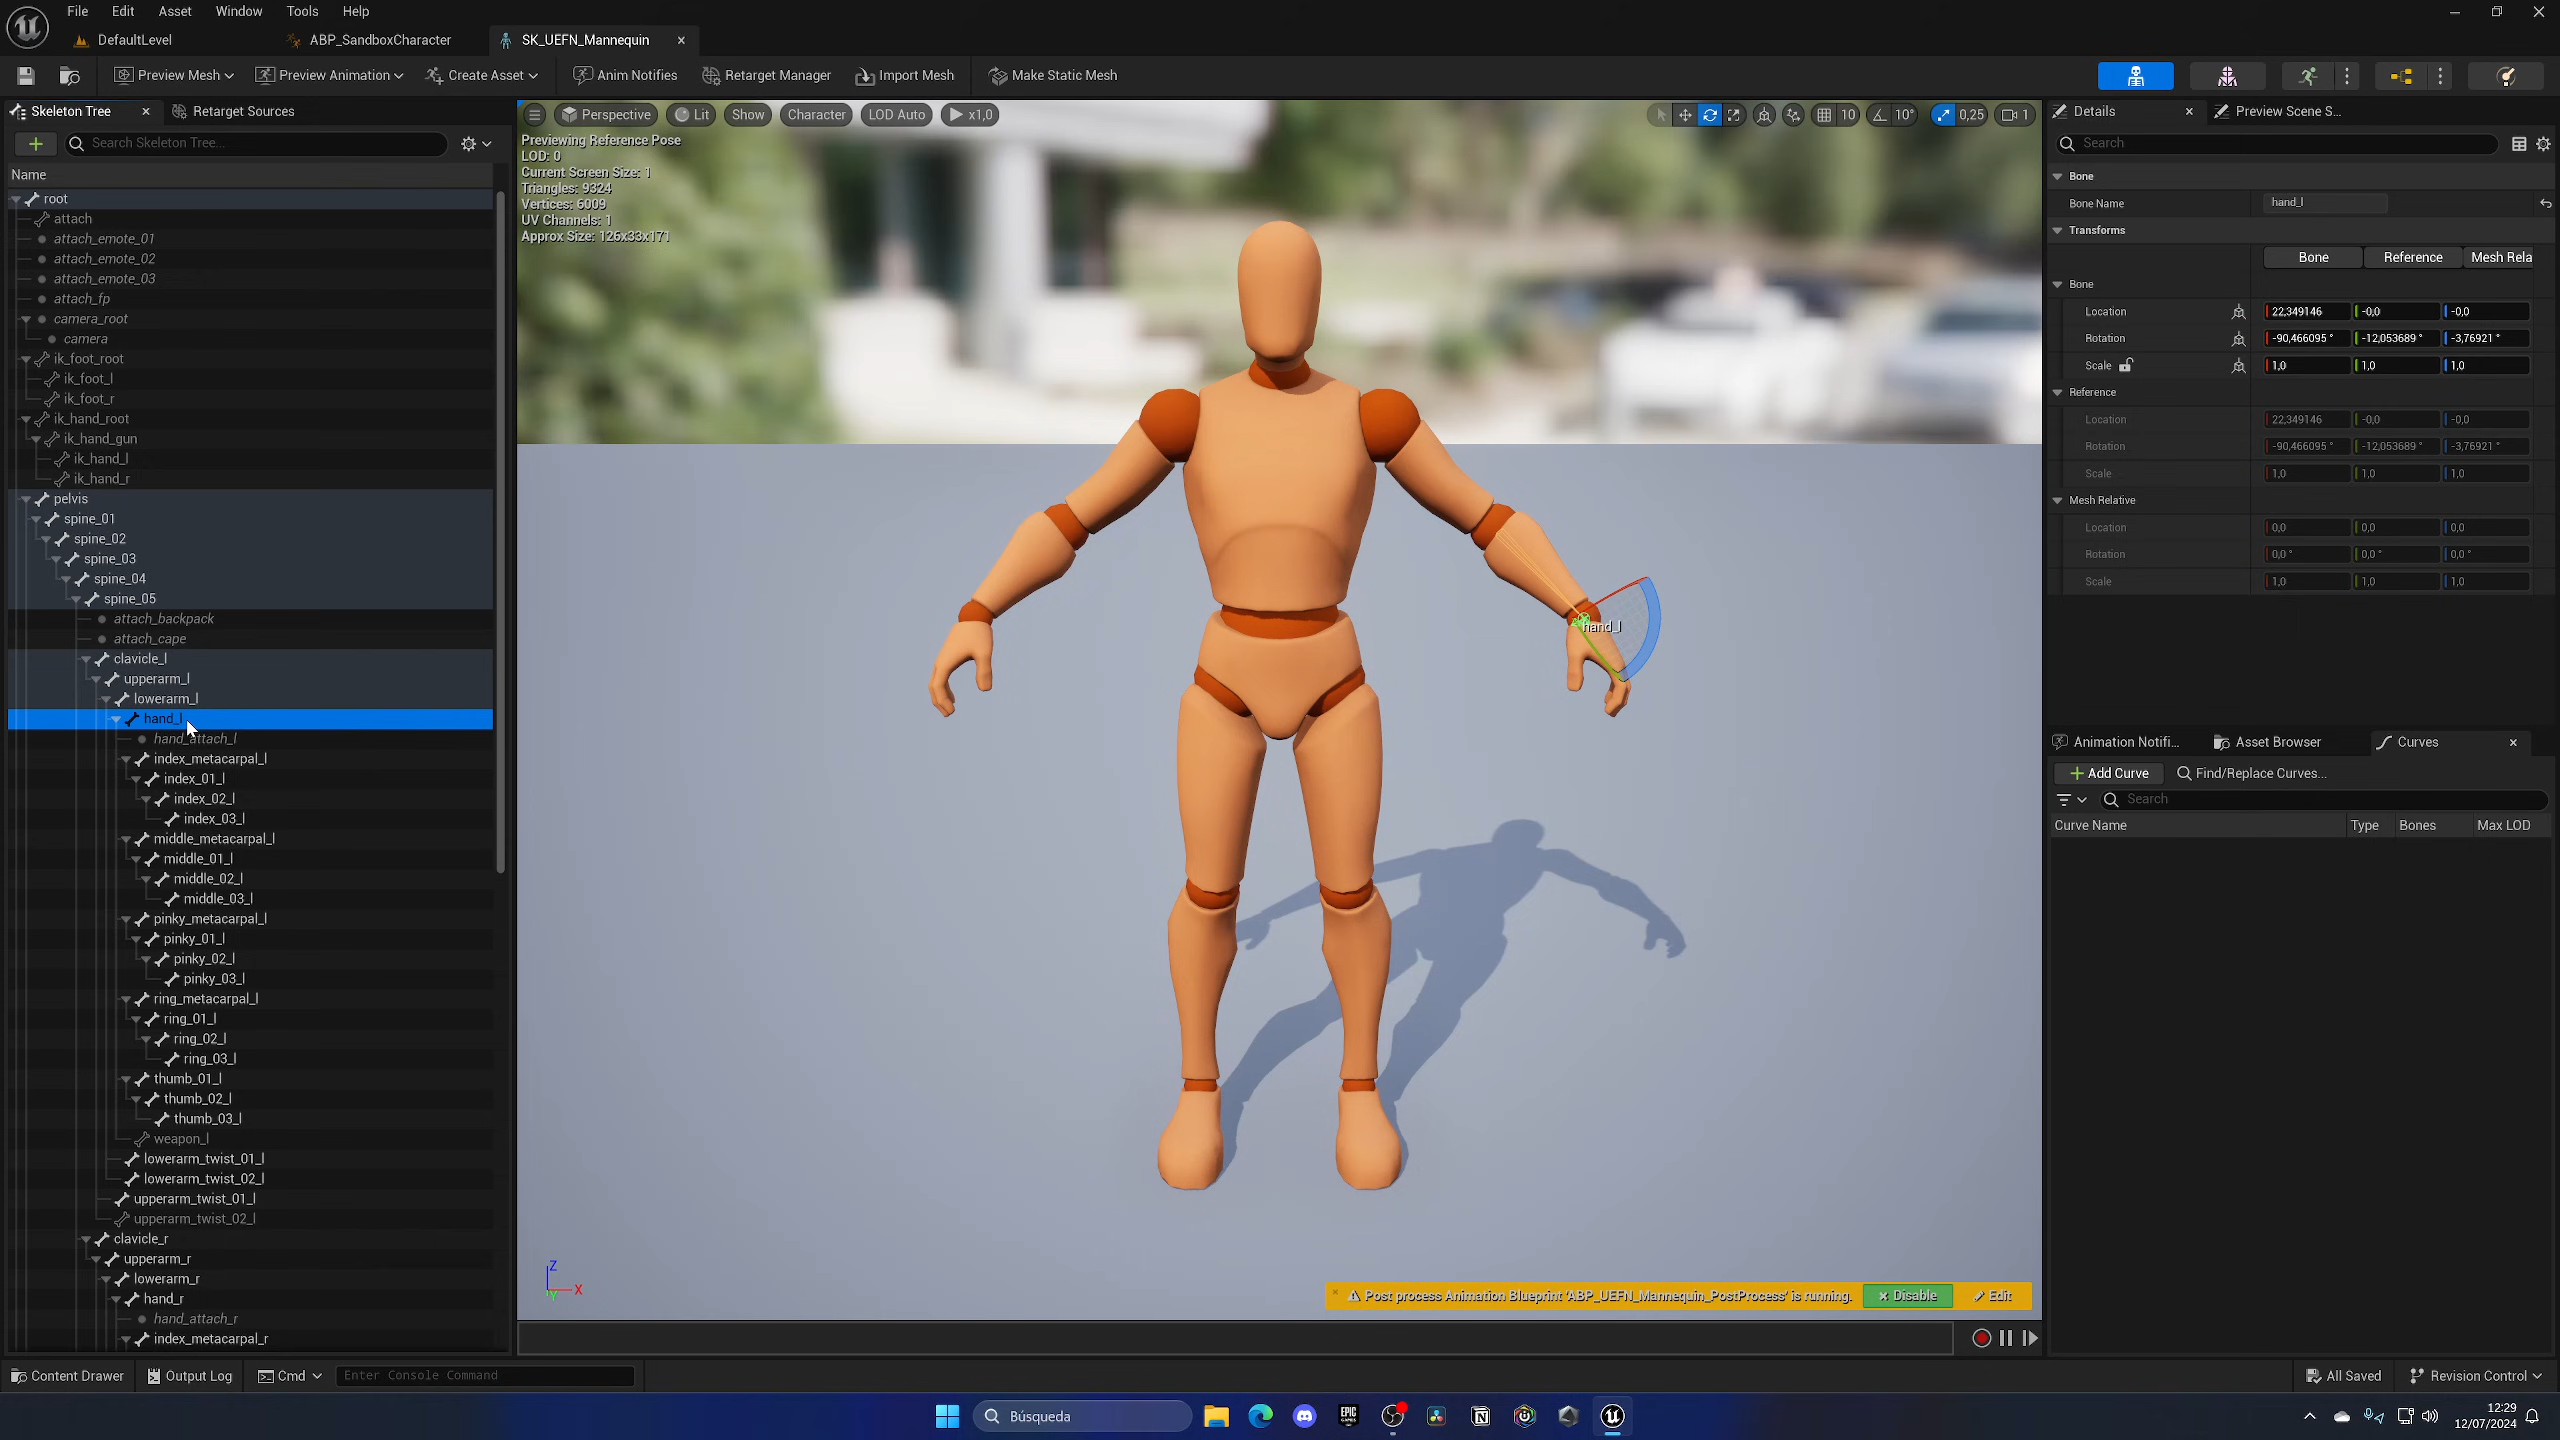 File Edit Asset Window Tools Help
DefaultLevel ABP_SandboxCharacter SK_UEFN_Mannequin
Preview Mesh Preview Animation Create Asset Anim Notifies Retarget Manager Import Mesh Make Static Mesh
Skeleton Tree Retarget Sources
Search Skeleton Tree...
Name
root
attach
attach_emote_01
attach_emote_02
attach_emote_03
attach_fp
camera_root
camera
ik_foot_root
ik_foot_l
ik_foot_r
ik_hand_root
ik_hand_gun
ik_hand_l
ik_hand_r
pelvis
spine_01
spine_02
spine_03
spine_04
spine_05
attach_backpack
attach_cape
clavicle_l
upperarm_l
lowerarm_l
hand_l
hand_attach_l
index_metacarpal_l
index_01_l
index_02_l
index_03_l
middle_metacarpal_l
middle_01_l
middle_02_l
middle_03_l
pinky_metacarpal_l
pinky_01_l
pinky_02_l
pinky_03_l
ring_metacarpal_l
ring_01_l
ring_02_l
ring_03_l
thumb_01_l
thumb_02_l
thumb_03_l
weapon_l
lowerarm_twist_01_l
lowerarm_twist_02_l
upperarm_twist_01_l
upperarm_twist_02_l
clavicle_r
upperarm_r
lowerarm_r
hand_r
hand_attach_r
index_metacarpal_r
Perspective Lit Show Character LOD Auto x1,0 10 10° 0,25 1
Previewing Reference Pose
LOD: 0
Current Screen Size: 1
Triangles: 9324
Vertices: 6009
UV Channels: 1
Approx Size: 126x33x171
hand_l
Z
X
Y
Post process Animation Blueprint 'ABP_UEFN_Mannequin_PostProcess' is running. Disable Edit
Details Preview Scene S...
Search
Bone
Bone Name hand_l
Transforms
Bone Reference Mesh Rela
Bone
Location 22,349146 -0,0 -0,0
Rotation -90,466095 ° -12,053689 ° -3,76921 °
Scale 1,0 1,0 1,0
Reference
Location 22,349146 -0,0 -0,0
Rotation -90,466095 ° -12,053689 ° -3,76921 °
Scale 1,0 1,0 1,0
Mesh Relative
Location 0,0 0,0 0,0
Rotation 0,0 ° 0,0 ° 0,0 °
Scale 1,0 1,0 1,0
Animation Notifi... Asset Browser Curves
Add Curve Find/Replace Curves...
Search
Curve Name Type Bones Max LOD
Content Drawer Output Log Cmd Enter Console Command All Saved Revision Control
Búsqueda
EPIC GAMES
12:29
12/07/2024